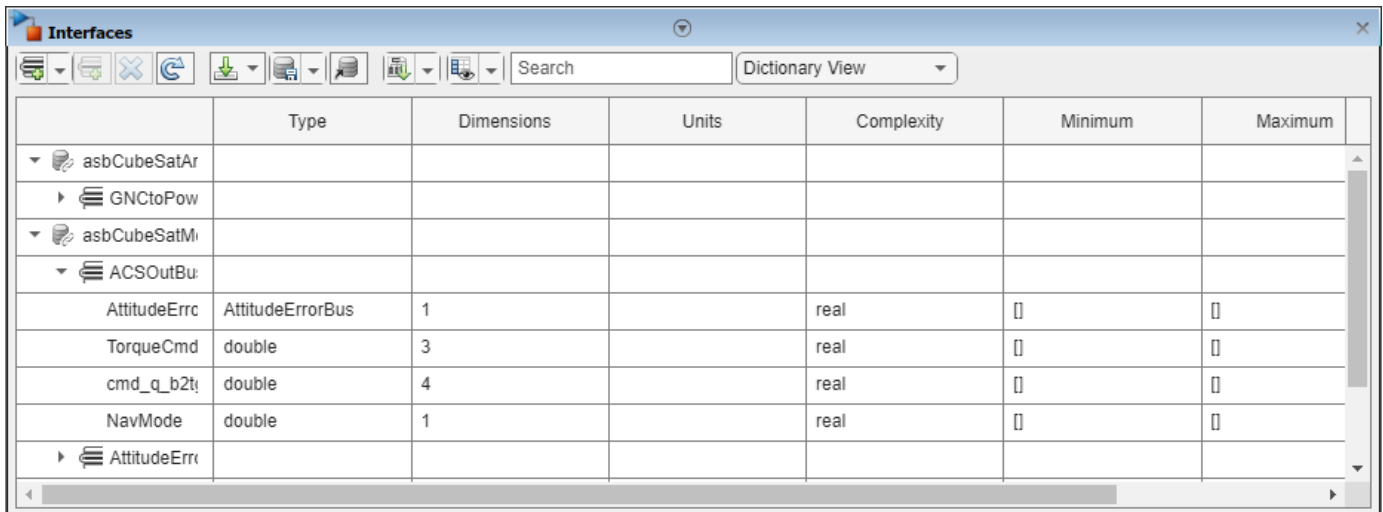 Interfaces
Search Dictionary View
Type Dimensions Units Complexity Minimum Maximum
asbCubeSatAr
GNCtoPow
asbCubeSatM
ACSOutBu
AttitudeErro AttitudeErrorBus 1 real [] []
TorqueCmd double 3 real [] []
cmd_q_b2t double 4 real [] []
NavMode double 1 real [] []
AttitudeErr